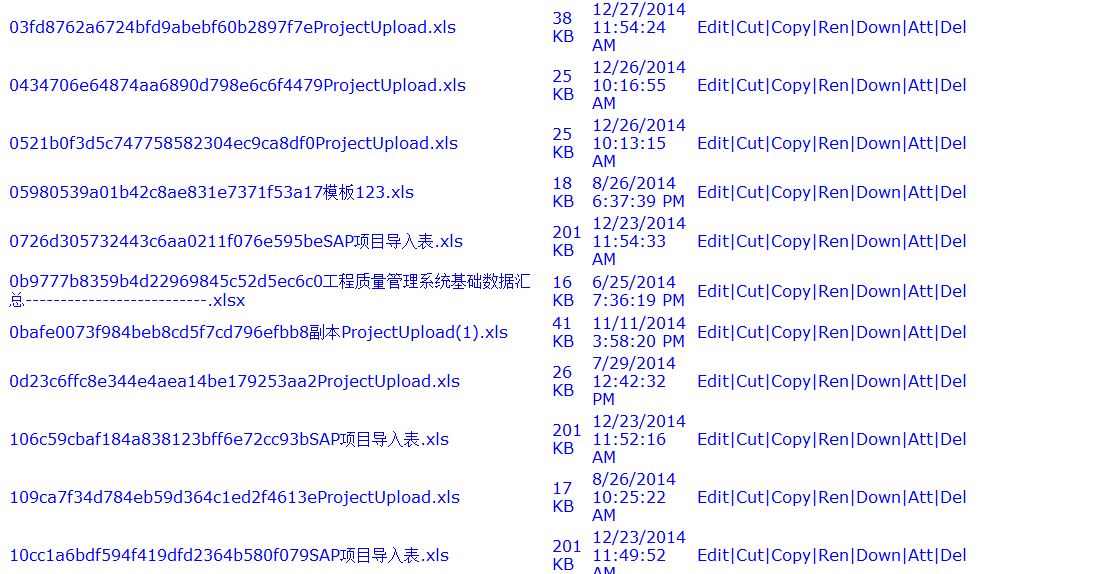 03fd8762a6724bfd9abebf60b2897f7eProjectUpload.xls 38 KB 12/27/2014 11:54:24 AM Edit|Cut|Copy|Ren|Down|Att|Del
0434706e64874aa6890d798e6c6f4479ProjectUpload.xls 25 KB 12/26/2014 10:16:55 AM Edit|Cut|Copy|Ren|Down|Att|Del
0521b0f3d5c747758582304ec9ca8df0ProjectUpload.xls 25 KB 12/26/2014 10:13:15 AM Edit|Cut|Copy|Ren|Down|Att|Del
05980539a01b42c8ae831e7371f53a17模板123.xls 18 KB 8/26/2014 6:37:39 PM Edit|Cut|Copy|Ren|Down|Att|Del
0726d305732443c6aa0211f076e595beSAP项目导入表.xls 201 KB 12/23/2014 11:54:33 AM Edit|Cut|Copy|Ren|Down|Att|Del
0b9777b8359b4d22969845c52d5ec6c0工程质量管理系统基础数据汇
总--------------------------.xlsx 16 KB 6/25/2014 7:36:19 PM Edit|Cut|Copy|Ren|Down|Att|Del
0bafe0073f984beb8cd5f7cd796efbb8副本ProjectUpload(1).xls 41 KB 11/11/2014 3:58:20 PM Edit|Cut|Copy|Ren|Down|Att|Del
0d23c6ffc8e344e4aea14be179253aa2ProjectUpload.xls 26 KB 7/29/2014 12:42:32 PM Edit|Cut|Copy|Ren|Down|Att|Del
106c59cbaf184a838123bff6e72cc93bSAP项目导入表.xls 201 KB 12/23/2014 11:52:16 AM Edit|Cut|Copy|Ren|Down|Att|Del
109ca7f34d784eb59d364c1ed2f4613eProjectUpload.xls 17 KB 8/26/2014 10:25:22 AM Edit|Cut|Copy|Ren|Down|Att|Del
10cc1a6bdf594f419dfd2364b580f079SAP项目导入表.xls 201 KB 12/23/2014 11:49:52 AM Edit|Cut|Copy|Ren|Down|Att|Del